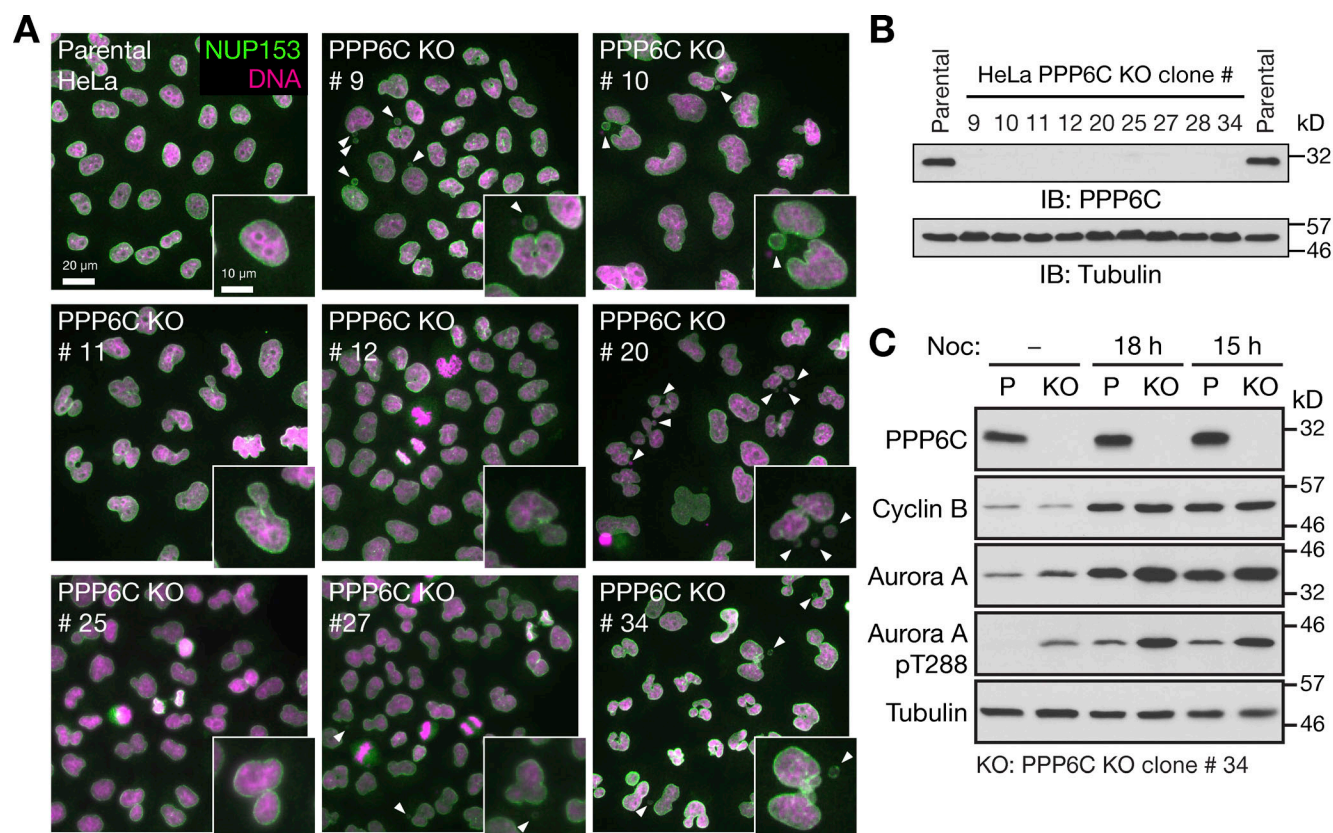 A
Parental
HeLa
NUP153
DNA
20 µm
10 µm
PPP6C KO
# 9
PPP6C KO
# 10
PPP6C KO
# 11
PPP6C KO
# 12
PPP6C KO
# 20
PPP6C KO
# 25
PPP6C KO
#27
PPP6C KO
# 34
B
Parental
HeLa PPP6C KO clone #
9 10 11 12 20 25 27 28 34
Parental
kD
32
IB: PPP6C
57
46
IB: Tubulin
C
Noc: – 18 h 15 h
P KO P KO P KO
kD
PPP6C
32
Cyclin B
57
46
Aurora A
46
32
Aurora A
pT288
46
Tubulin
57
46
KO: PPP6C KO clone # 34